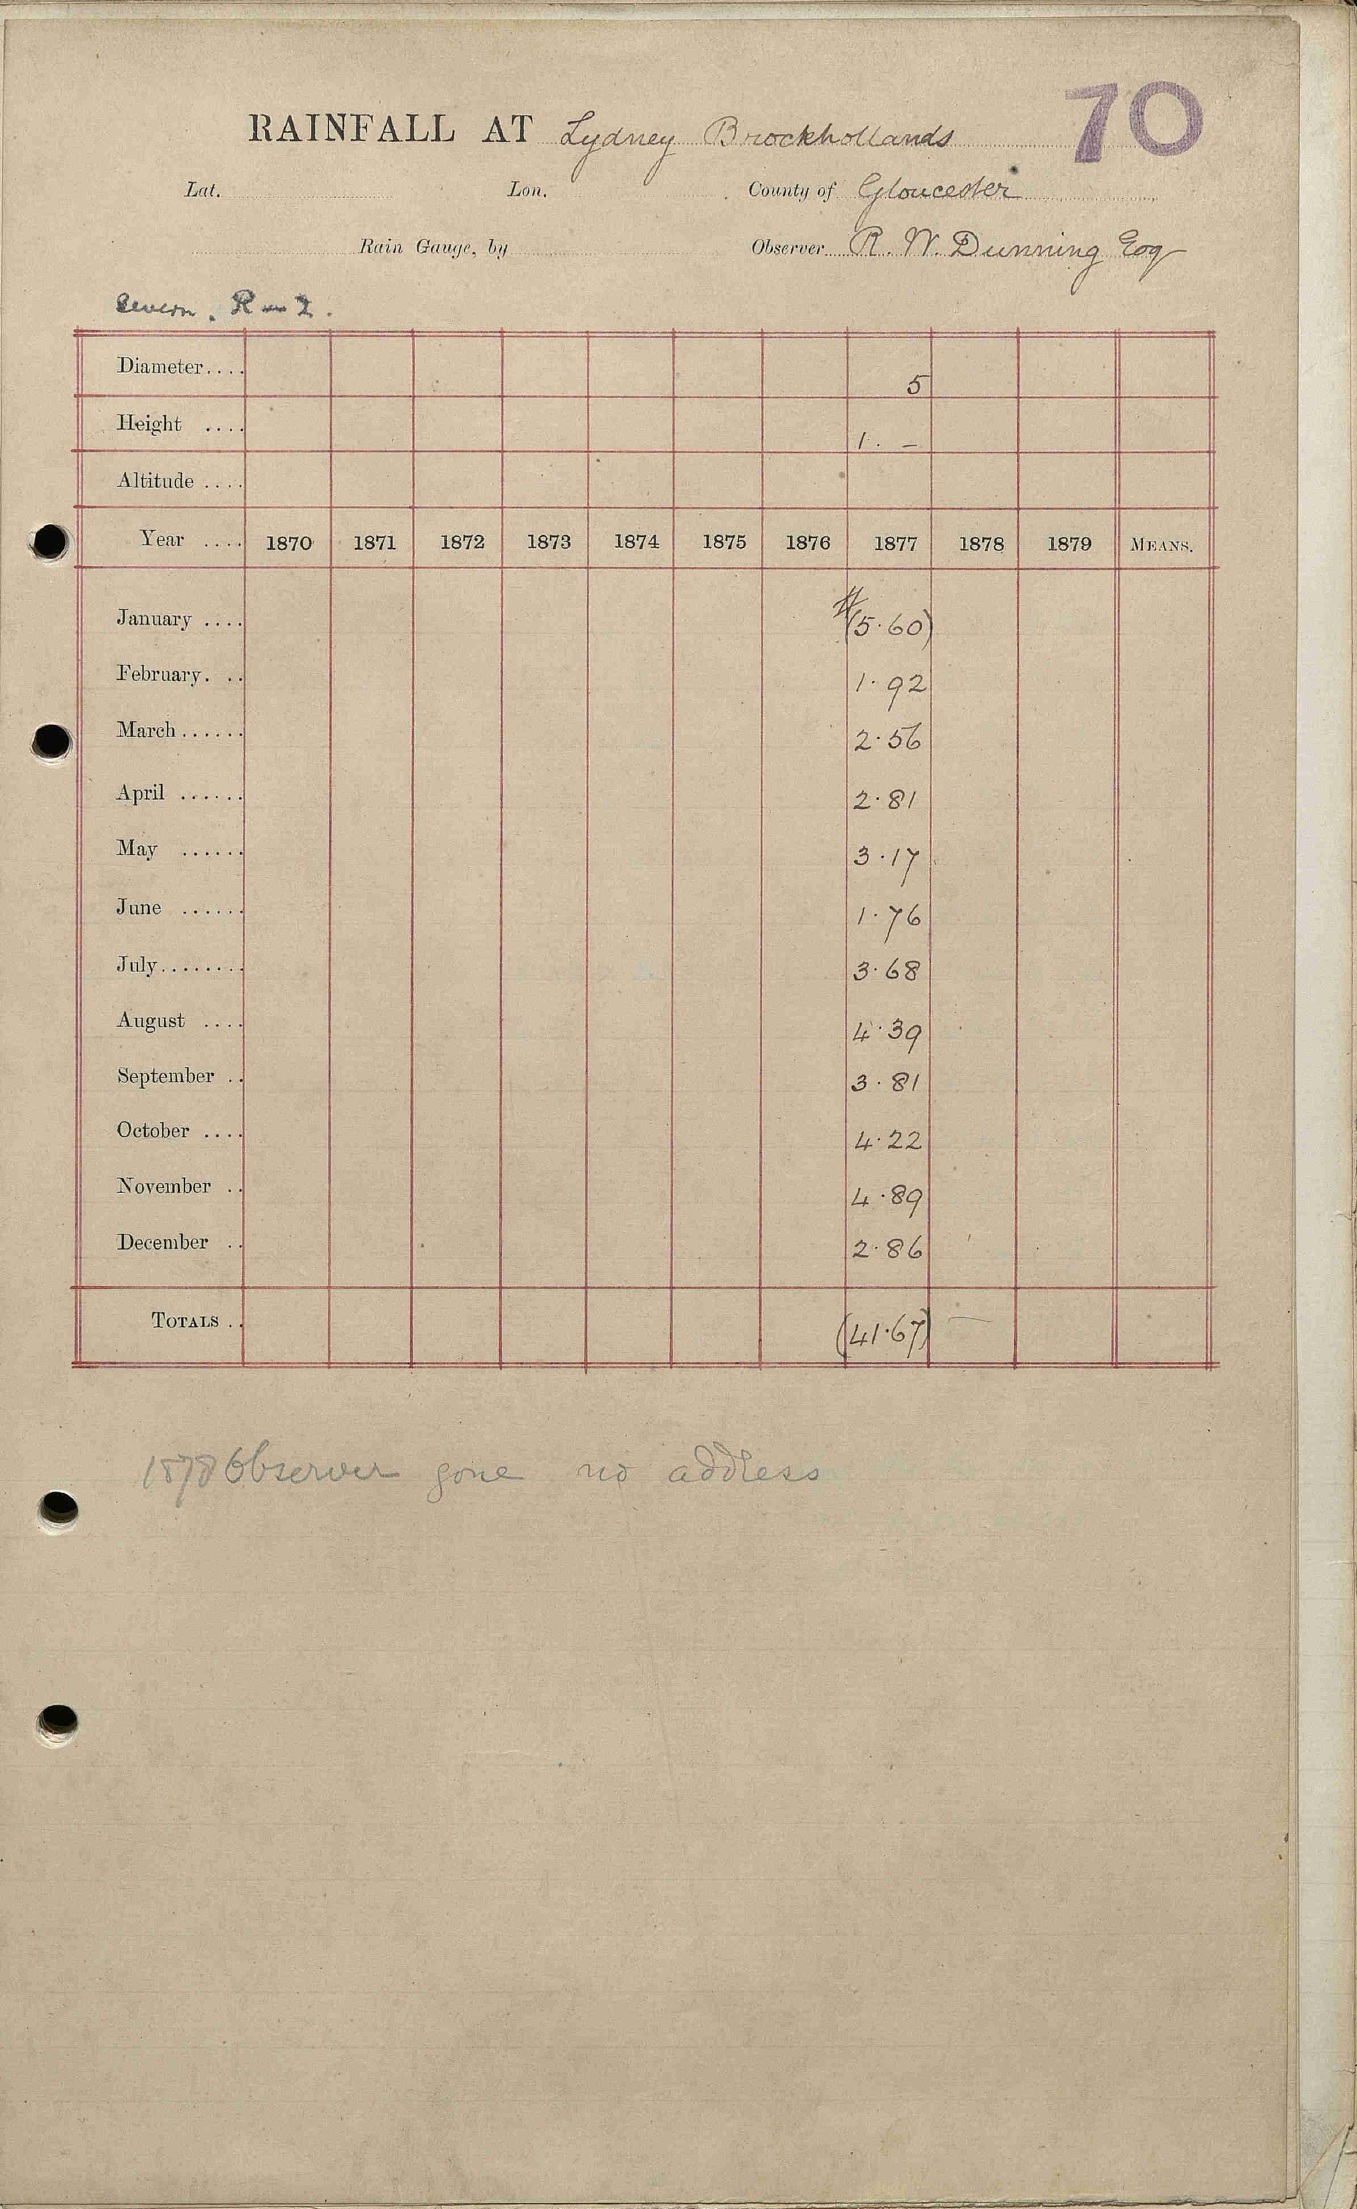 70
RAINFALL AT Lydney Brockhollands
Lat. Lon. County of Gloucester
Rain Gauge, by Observer R. W. Dunning Esq
Severn. R
Diameter.... 5
Height .... 1. –
Altitude ....
Year .... 1870 1871 1872 1873 1874 1875 1876 1877 1878 1879 MEANS.
January .... #(5.60)
February. .. 1.92
March ...... 2.56
April ...... 2.81
May ...... 3.17
June ...... 1.76
July........ 3.68
August .... 4.39
September .. 3.81
October .... 4.22
November .. 4.89
December .. 2.86
TOTALS .. (41.67) –
1878 Observer gone no address